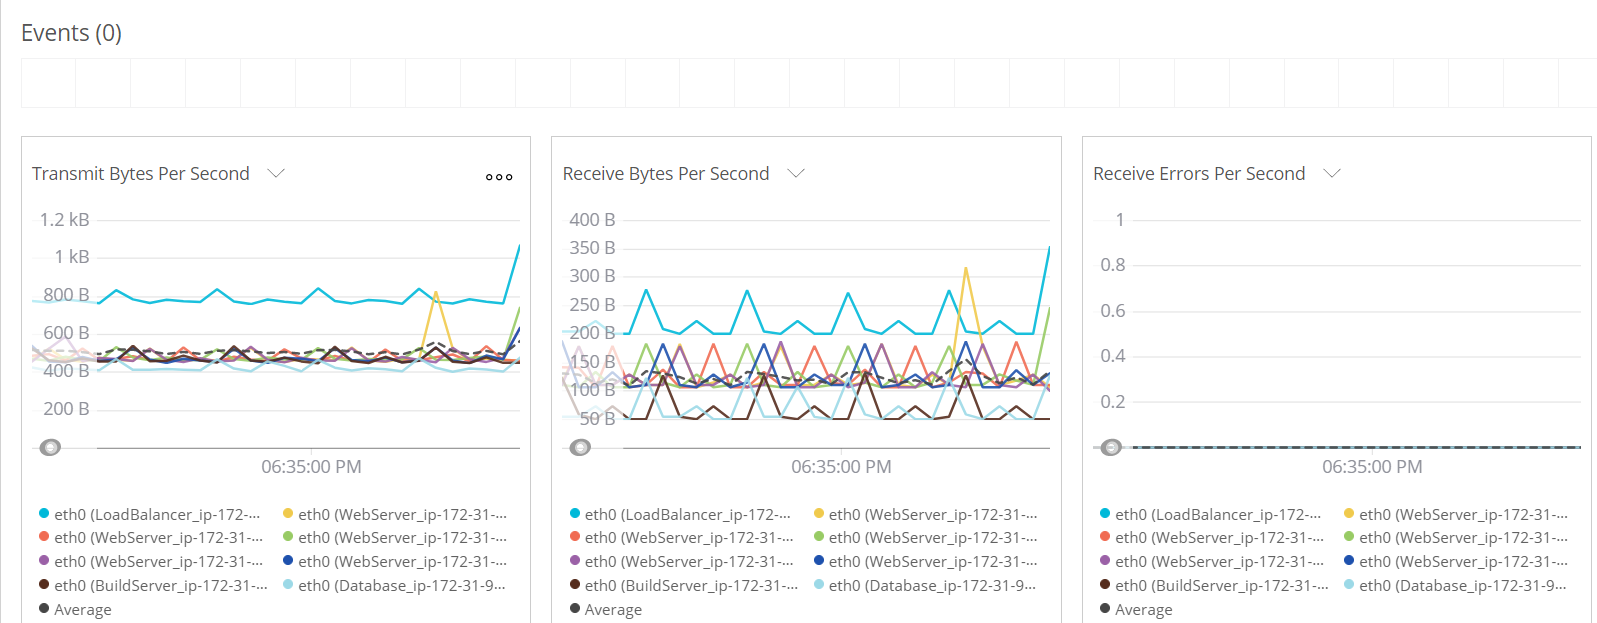 Events (0)
Transmit Bytes Per Second
1.2 kB
1 kB
800 B
600 B
400 B
200 B
06:35:00 PM
eth0 (LoadBalancer_ip-172-...
eth0 (WebServer_ip-172-31-...
eth0 (WebServer_ip-172-31-...
eth0 (WebServer_ip-172-31-...
eth0 (WebServer_ip-172-31-...
eth0 (WebServer_ip-172-31-...
eth0 (BuildServer_ip-172-31-...
eth0 (Database_ip-172-31-9...
Average
Receive Bytes Per Second
400 B
350 B
300 B
250 B
200 B
150 B
100 B
50 B
06:35:00 PM
eth0 (LoadBalancer_ip-172-...
eth0 (WebServer_ip-172-31-...
eth0 (WebServer_ip-172-31-...
eth0 (WebServer_ip-172-31-...
eth0 (WebServer_ip-172-31-...
eth0 (WebServer_ip-172-31-...
eth0 (BuildServer_ip-172-31-...
eth0 (Database_ip-172-31-9...
Average
Receive Errors Per Second
1
0.8
0.6
0.4
0.2
06:35:00 PM
eth0 (LoadBalancer_ip-172-...
eth0 (WebServer_ip-172-31-...
eth0 (WebServer_ip-172-31-...
eth0 (WebServer_ip-172-31-...
eth0 (WebServer_ip-172-31-...
eth0 (WebServer_ip-172-31-...
eth0 (BuildServer_ip-172-31-...
eth0 (Database_ip-172-31-9...
Average